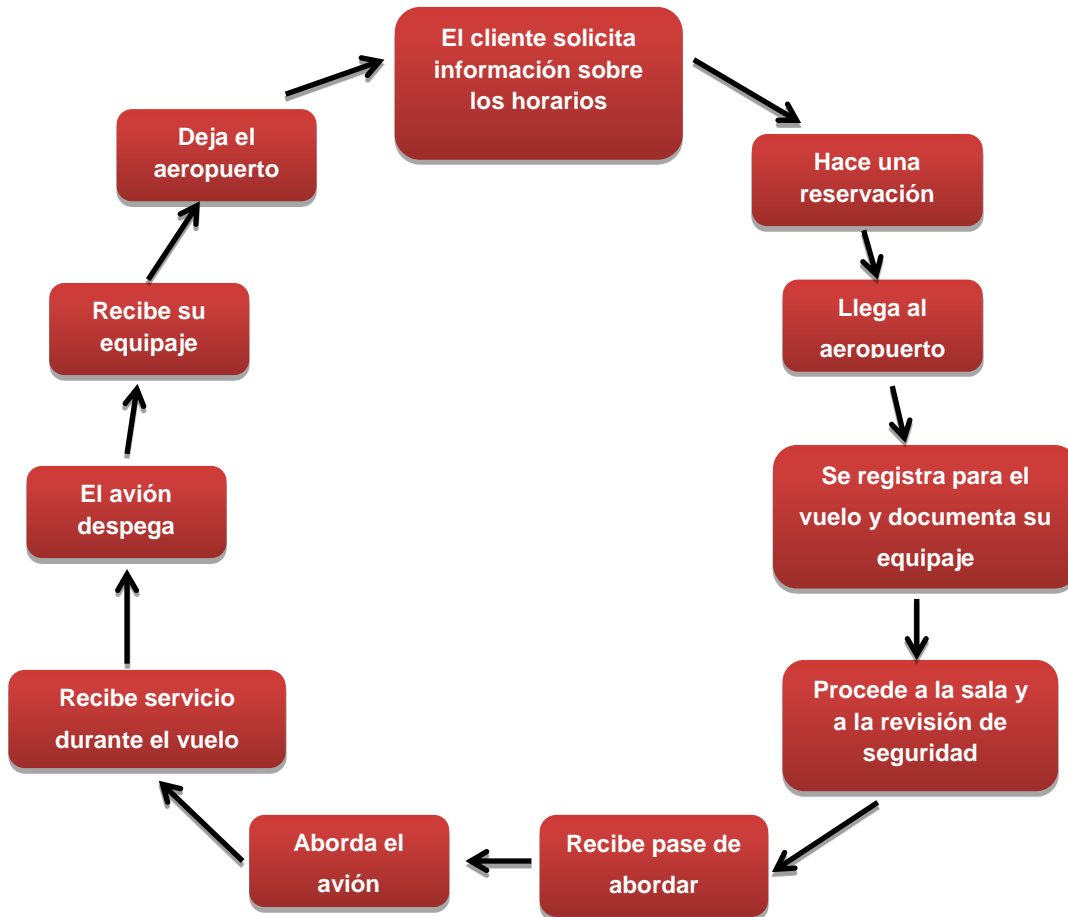 El cliente solicita
información sobre
los horarios
Hace una
reservación
Llega al
aeropuerto
Se registra para el
vuelo y documenta su
equipaje
Procede a la sala y
a la revisión de
seguridad
Recibe pase de
abordar
Aborda el
avión
Recibe servicio
durante el vuelo
El avión
despega
Recibe su
equipaje
Deja el
aeropuerto